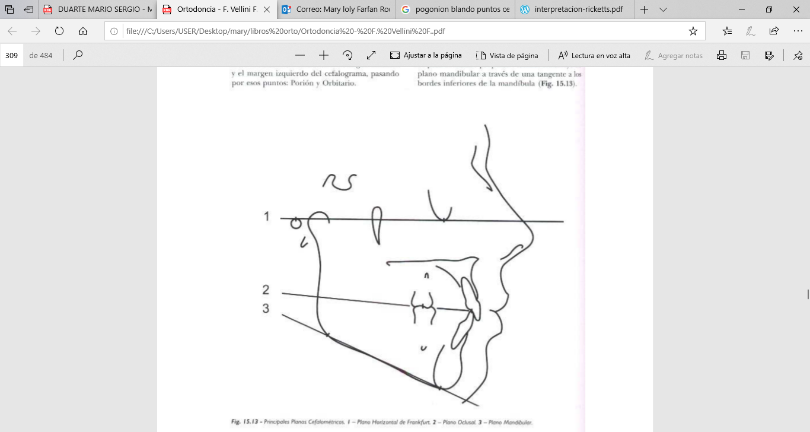 DUARTE MARIO SERGIO - M
Ortodoncia - F. Vellini F
Correo: Mary loly Farfan Ro
pogonion blando puntos ce
interpretacion-ricketts.pdf
file:///C:/Users/USER/Desktop/mary/libros%20orto/Ortodoncia%20-%20F.%20Vellini%20F..pdf
309 de 484
Ajustar a la página
Vista de página
Lectura en voz alta
Agregar notas
y el margen izquierdo del cefalograma, pasando
por esos puntos: Porión y Orbitario.
plano mandibular a través de una tangente a los
bordes inferiores de la mandíbula (Fig. 15.13).
1
2
3
Fig. 15.13 - Principales Planos Cefalométricos. 1 – Plano Horizontal de Frankfurt. 2 – Plano Oclusal. 3 – Plano Mandibular.